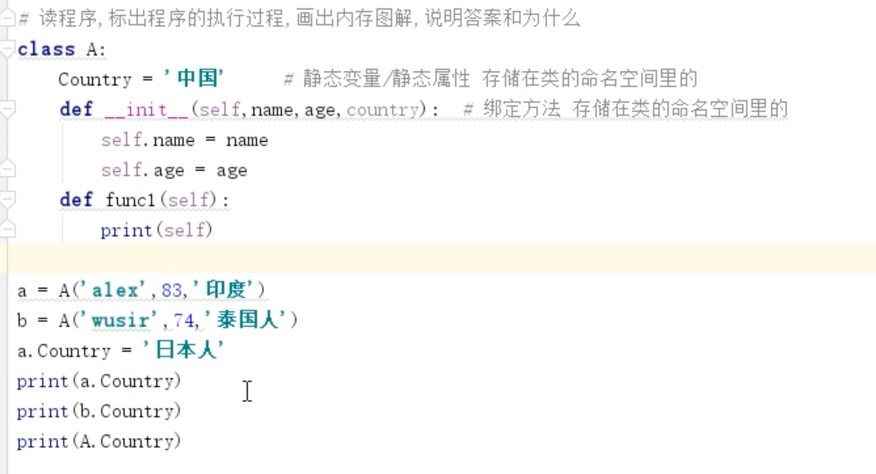 # 读程序,标出程序的执行过程,画出内存图解,说明答案和为什么
class A:
    Country = '中国'      # 静态变量/静态属性 存储在类的命名空间里的
    def __init__(self,name,age,country):  # 绑定方法 存储在类的命名空间里的
        self.name = name
        self.age = age
    def func1(self):
        print(self)
a = A('alex',83,'印度')
b = A('wusir',74,'泰国人')
a.Country = '日本人'
print(a.Country)
print(b.Country)
print(A.Country)